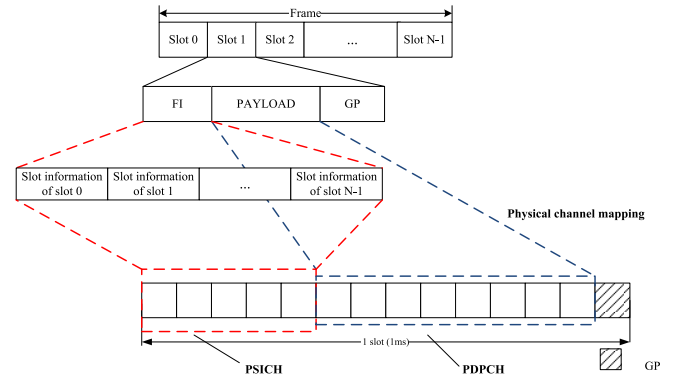 Frame
Slot 0 Slot 1 Slot 2 ... Slot N-1
FI PAYLOAD GP
Slot information of slot 0
Slot information of slot 1
...
Slot information of slot N-1
Physical channel mapping
1 slot (1ms)
PSICH PDPCH GP